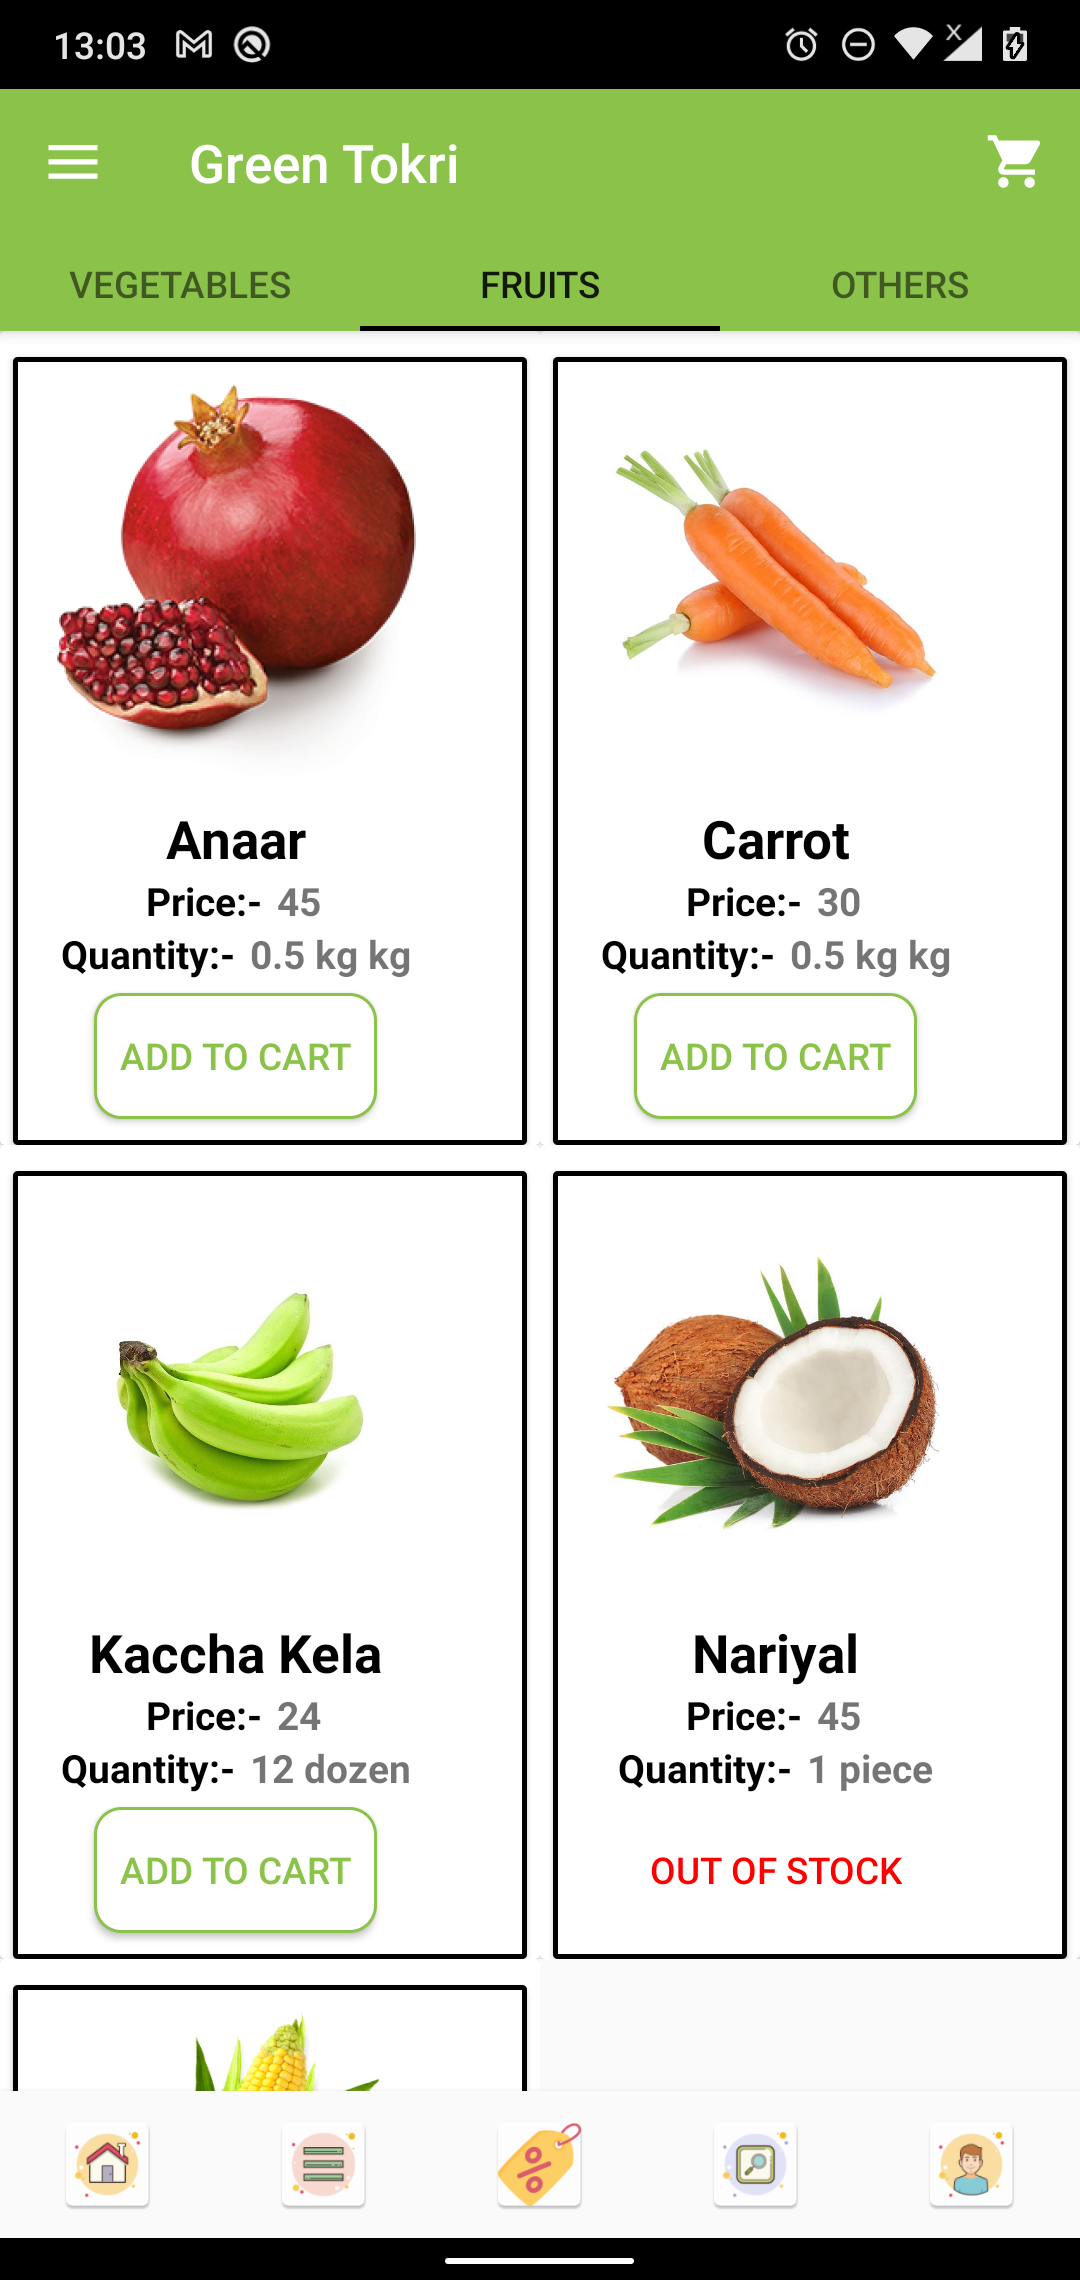 13:03
Green Tokri
VEGETABLES FRUITS OTHERS
Anaar
Price:- 45
Quantity:- 0.5 kg kg
ADD TO CART
Carrot
Price:- 30
Quantity:- 0.5 kg kg
ADD TO CART
Kaccha Kela
Price:- 24
Quantity:- 12 dozen
ADD TO CART
Nariyal
Price:- 45
Quantity:- 1 piece
OUT OF STOCK